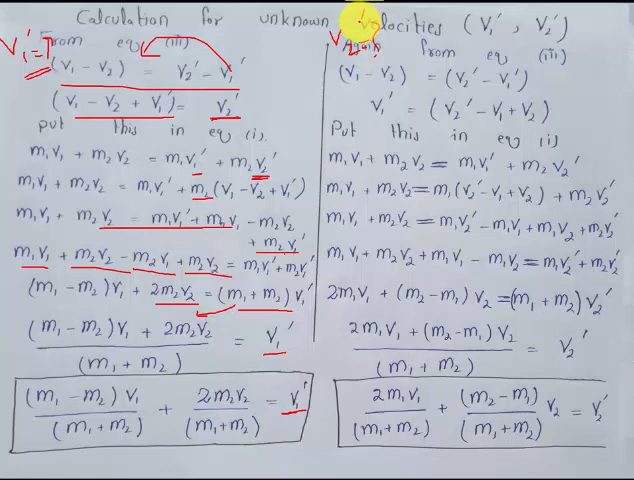 Calculation for unknown velocities (V₁', V₂')
V₁'=?
From eq (iii)
(V₁ - V₂) = V₂' - V₁'
(V₁ - V₂ + V₁') = V₂'
put this in eq (i).
m₁V₁ + m₂V₂ = m₁V₁' + m₂V₂'
m₁V₁ + m₂V₂ = m₁V₁' + m₂(V₁-V₂+V₁')
m₁V₁ + m₂V₂ = m₁V₁' + m₂V₁ - m₂V₂
+ m₂V₁'
m₁V₁ + m₂V₂ - m₂V₁ + m₂V₂ = m₁V₁' + m₂V₁'
(m₁ - m₂)V₁ + 2m₂V₂ = (m₁ + m₂)V₁'
(m₁ - m₂)V₁ + 2m₂V₂ / (m₁ + m₂) = V₁'
(m₁ - m₂)V₁ / (m₁ + m₂) + 2m₂V₂ / (m₁ + m₂) = V₁'
V₂'?
Again from eq (iii)
(V₁ - V₂) = (V₂' - V₁')
V₁' = (V₂' - V₁ + V₂)
Put this in eq (i)
m₁V₁ + m₂V₂ = m₁V₁' + m₂V₂'
m₁V₁ + m₂V₂ = m₁(V₂' - V₁ + V₂) + m₂V₂'
m₁V₁ + m₂V₂ = m₁V₂' - m₁V₁ + m₁V₂ + m₂V₂'
m₁V₁ + m₂V₂ + m₁V₁ - m₁V₂ = m₁V₂' + m₂V₂'
2m₁V₁ + (m₂ - m₁)V₂ = (m₁ + m₂)V₂'
2m₁V₁ + (m₂ - m₁)V₂ / (m₁ + m₂) = V₂'
2m₁V₁ / (m₁ + m₂) + (m₂ - m₁) / (m₁ + m₂) V₂ = V₂'